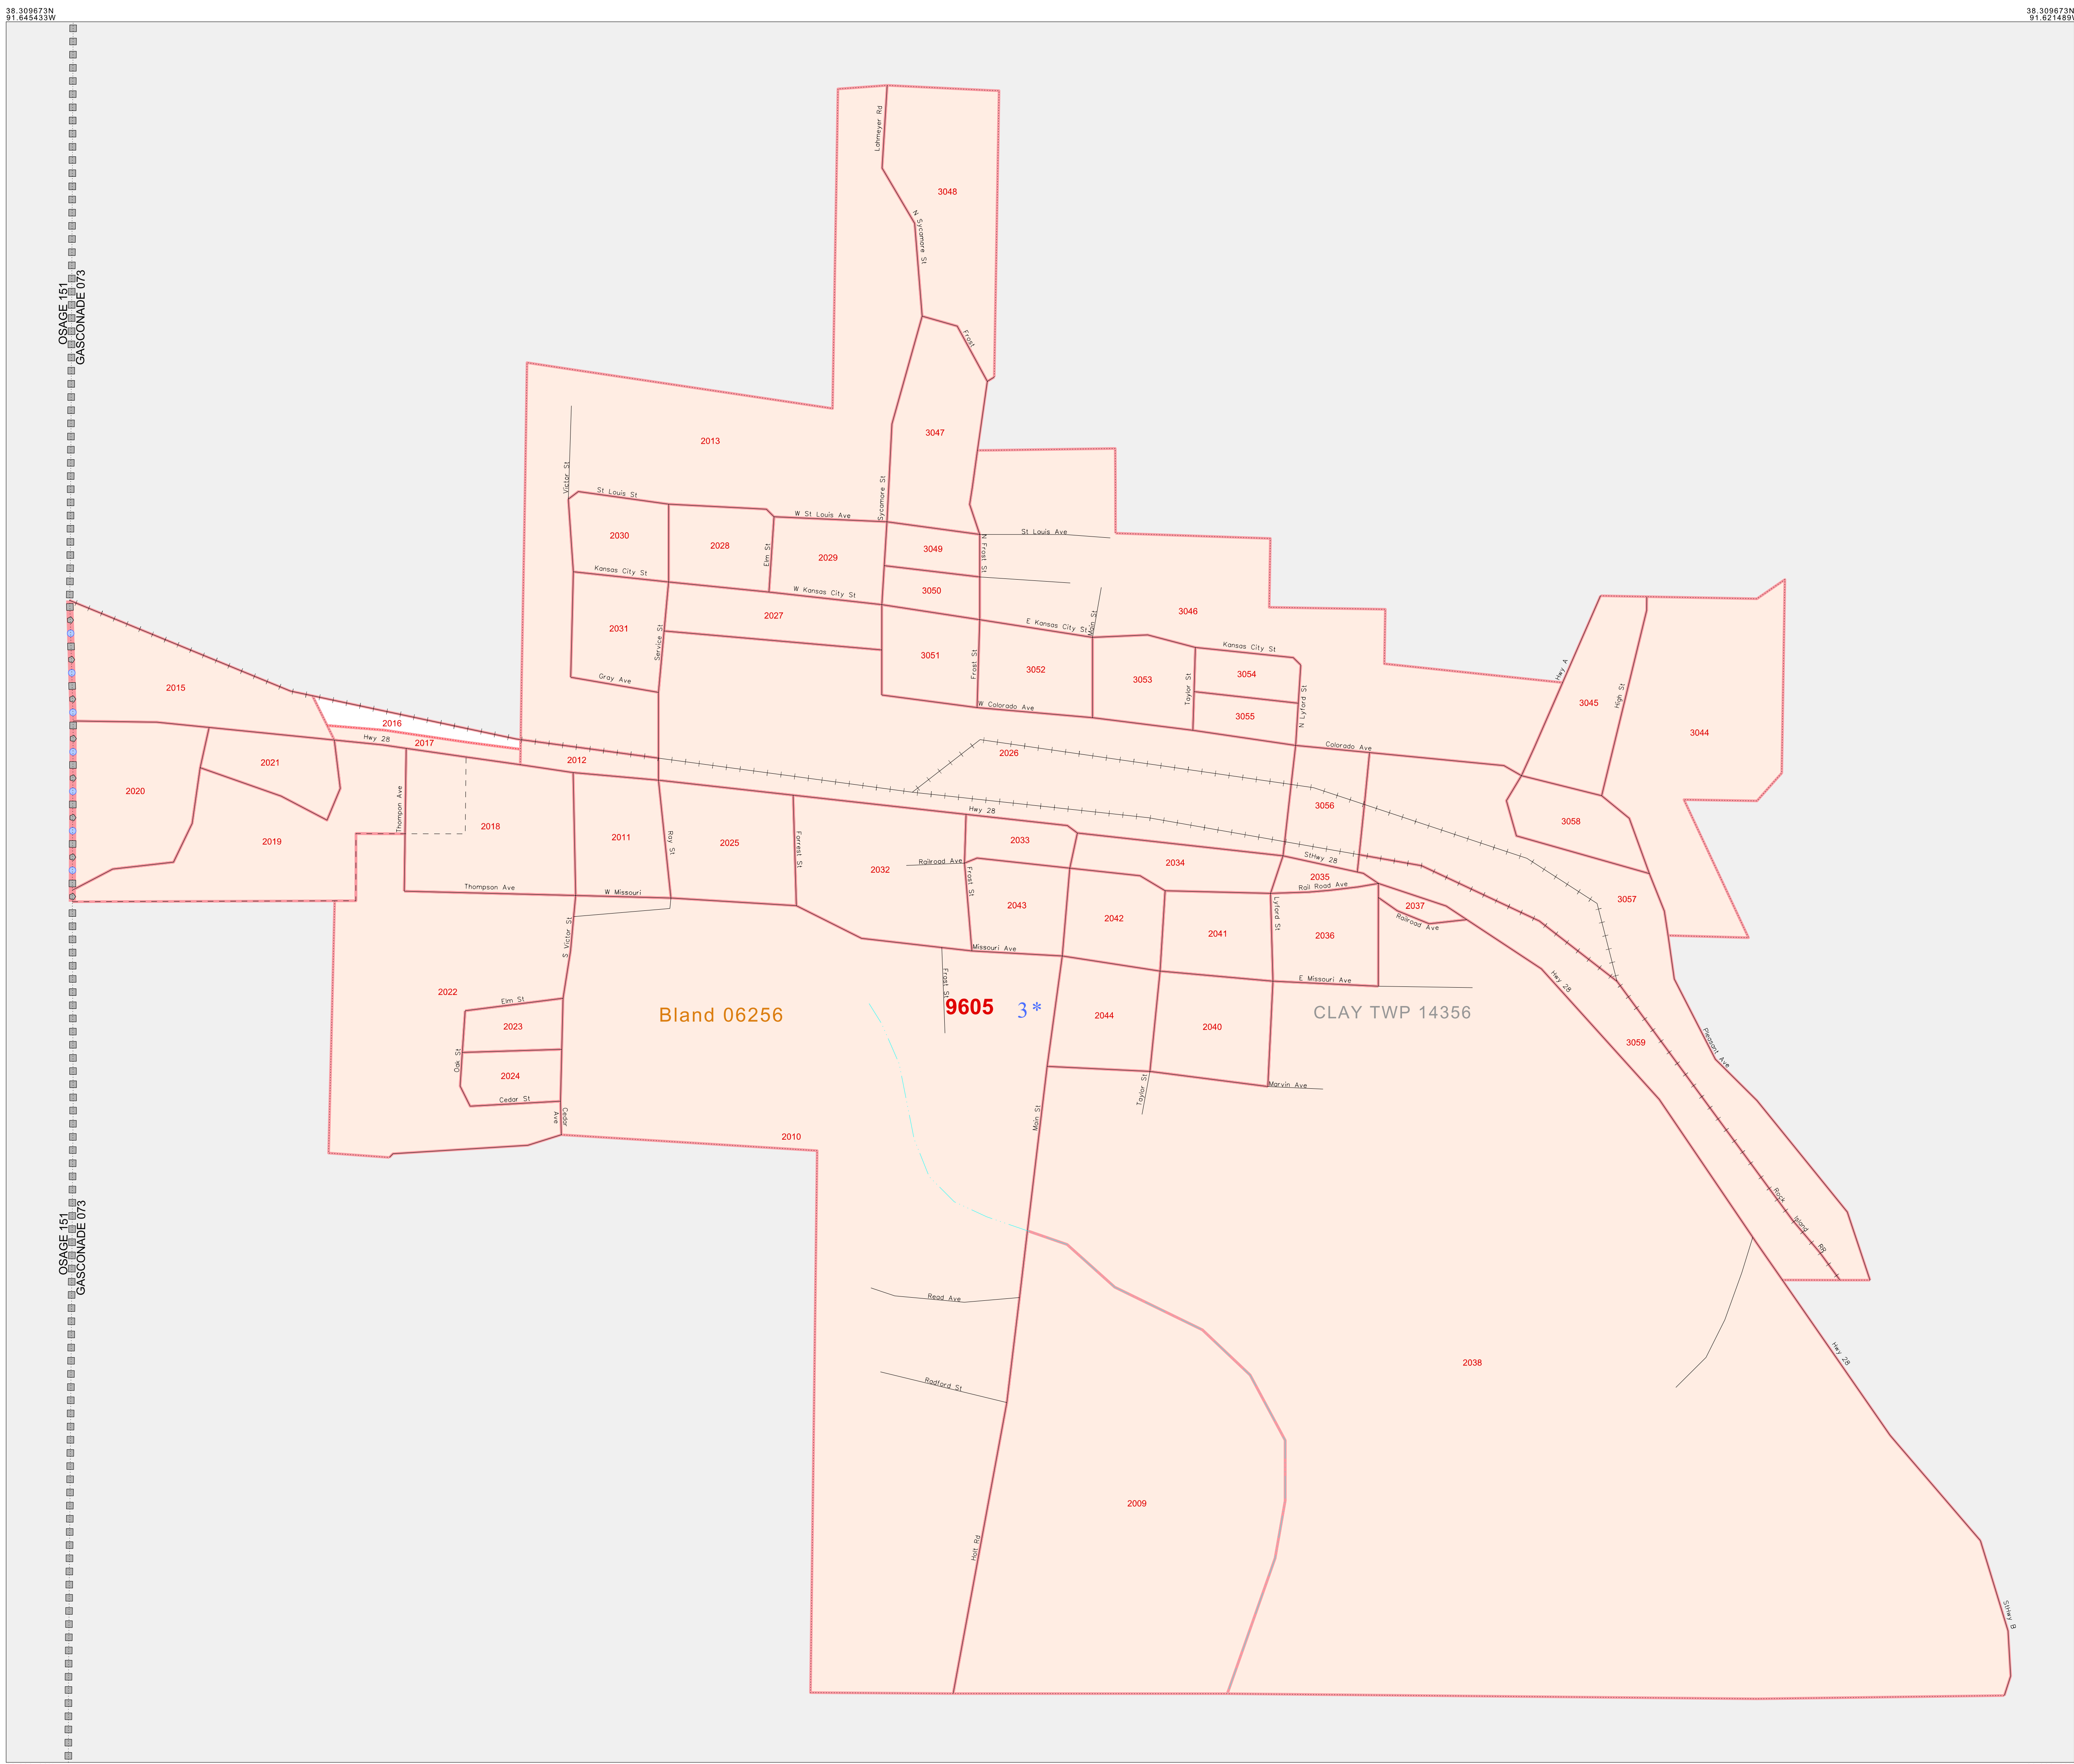 38.309673N
91.645433W
38.309673N
91.621489W
OSAGE 151
GASCONADE 073
Lahmeyer Rd
3048
N Sycamore St
Frost
3047
2013
Victor St
St Louis St
Sycamore St
W St Louis Ave
2030
2028
Elm St
2029
3049
N Frost St
St Louis Ave
Kansas City St
W Kansas City St
3050
2031
Service St
2027
E Kansas City St
Main St
3046
3051
Frost St
3052
3053
Taylor St
Kansas City St
3054
3055
N Lyford St
Gray Ave
W Colorado Ave
Colorado Ave
Hwy A
3045
High St
3044
2015
2016
2017
Hwy 28
2012
2026
2021
2020
2019
Thompon Ave
2018
2011
Ray St
2025
Forrest St
Hwy 28
2033
2034
3056
3058
StHwy 28
2032
Railroad Ave
Frost St
2043
2042
2041
2035
Rail Road Ave
Lyford St
2036
2037
Railroad Ave
3057
Thompson Ave
W Missouri
S Victor St
Missouri Ave
E Missouri Ave
Hwy 28
2022
Elm St
2023
Oak St
2024
Cedar St
Cedar
Ave
Bland 06256
Frost St
9605
3*
2044
2040
CLAY TWP 14356
3059
Pleasant Ave
Taylor St
Marvin Ave
Main St
2010
OSAGE 151
GASCONADE 073
Rock
Island
RR
Read Ave
Radford St
2038
Hwy 28
2009
Holt Rd
StHwy B